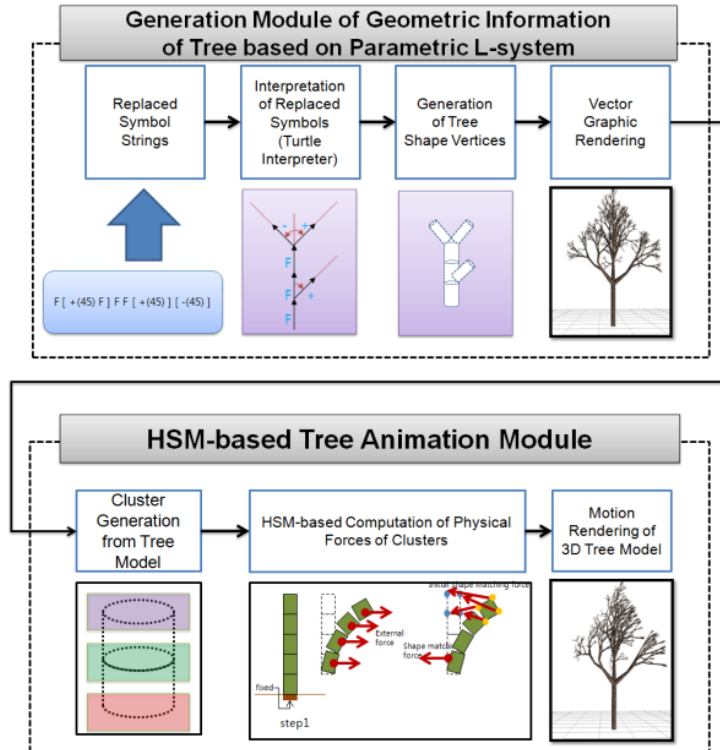 Generation Module of Geometric Information
of Tree based on Parametric L-system
Replaced
Symbol
Strings
Interpretation
of Replaced
Symbols
(Turtle
Interpreter)
Generation
of Tree
Shape Vertices
Vector
Graphic
Rendering
F [ +(45) F ] F F [ +(45) ] [ -(45) ]
- +
F
F +
F
HSM-based Tree Animation Module
Cluster
Generation
from Tree
Model
HSM-based Computation of Physical
Forces of Clusters
Motion
Rendering of
3D Tree Model
Initial shape matching force
External
force
Shape matching
force
fixed
step1